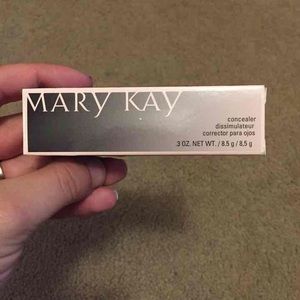 MARY KAY
concealer
dissimulateur
corrector para ojos
.3 OZ. NET WT. / 8.5 g / 8,5 g